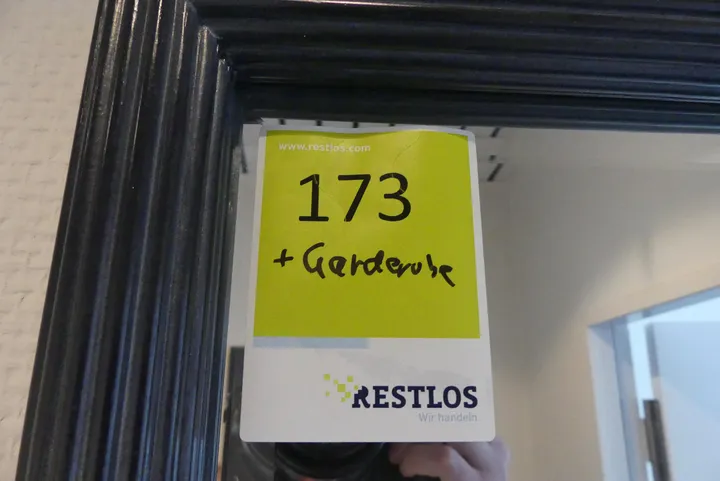 www.restlos.com
173
+ Garderobe
RESTLOS
Wir handeln